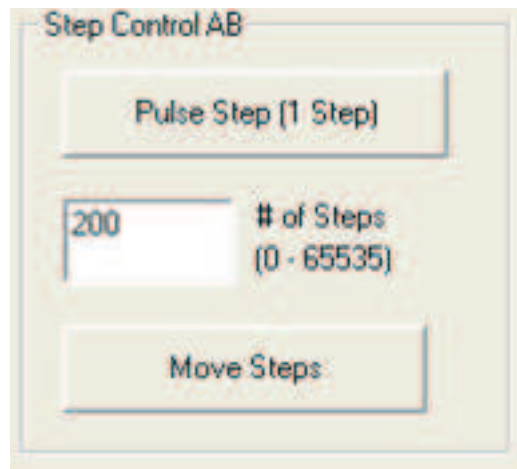 Step Control AB
Pulse Step (1 Step)
200
# of Steps
(0 - 65535)
Move Steps